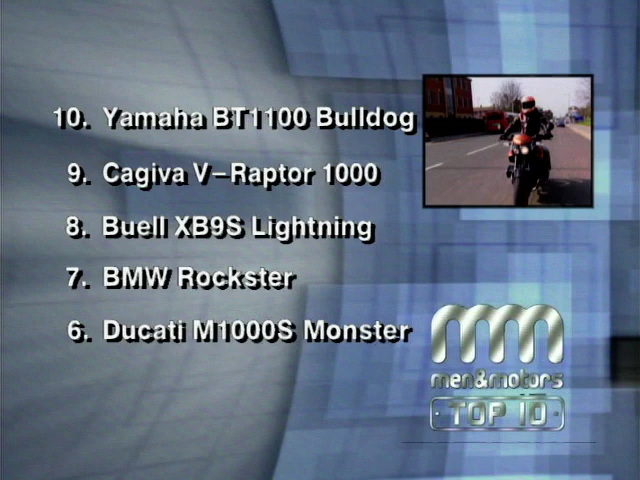 10. Yamaha BT1100 Bulldog
9. Cagiva V-Raptor 1000
8. Buell XB9S Lightning
7. BMW Rockster
6. Ducati M1000S Monster
men&motors
TOP 10